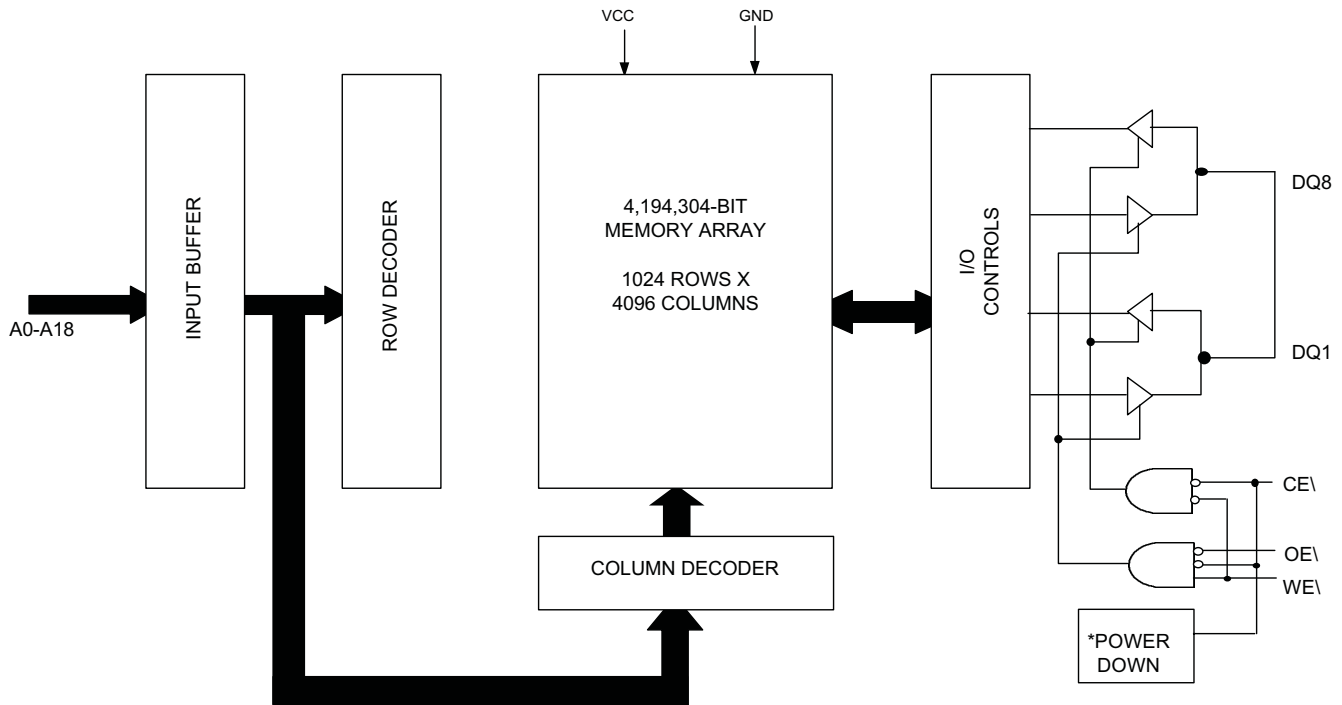 VCC
GND
INPUT BUFFER
ROW DECODER
4,194,304-BIT
MEMORY ARRAY
1024 ROWS X
4096 COLUMNS
I/O
CONTROLS
DQ8
A0-A18
DQ1
CE\
COLUMN DECODER
OE\
WE\
*POWER
DOWN